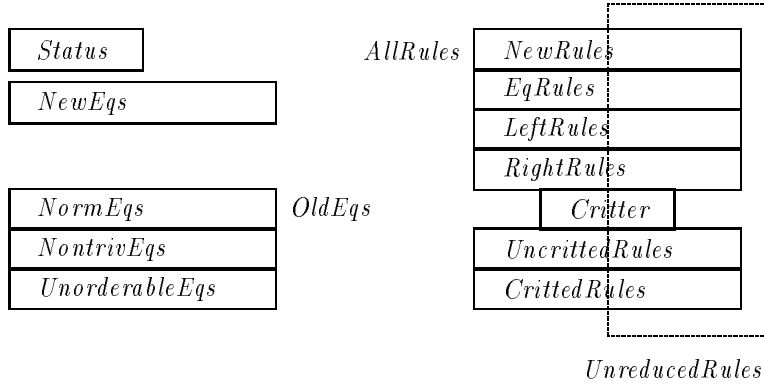 Status
NewEqs
NormEqs
OldEqs
NontrivEqs
UnorderableEqs
AllRules
NewRules
EqRules
LeftRules
RightRules
Critter
UncrittedRules
CrittedRules
UnreducedRules